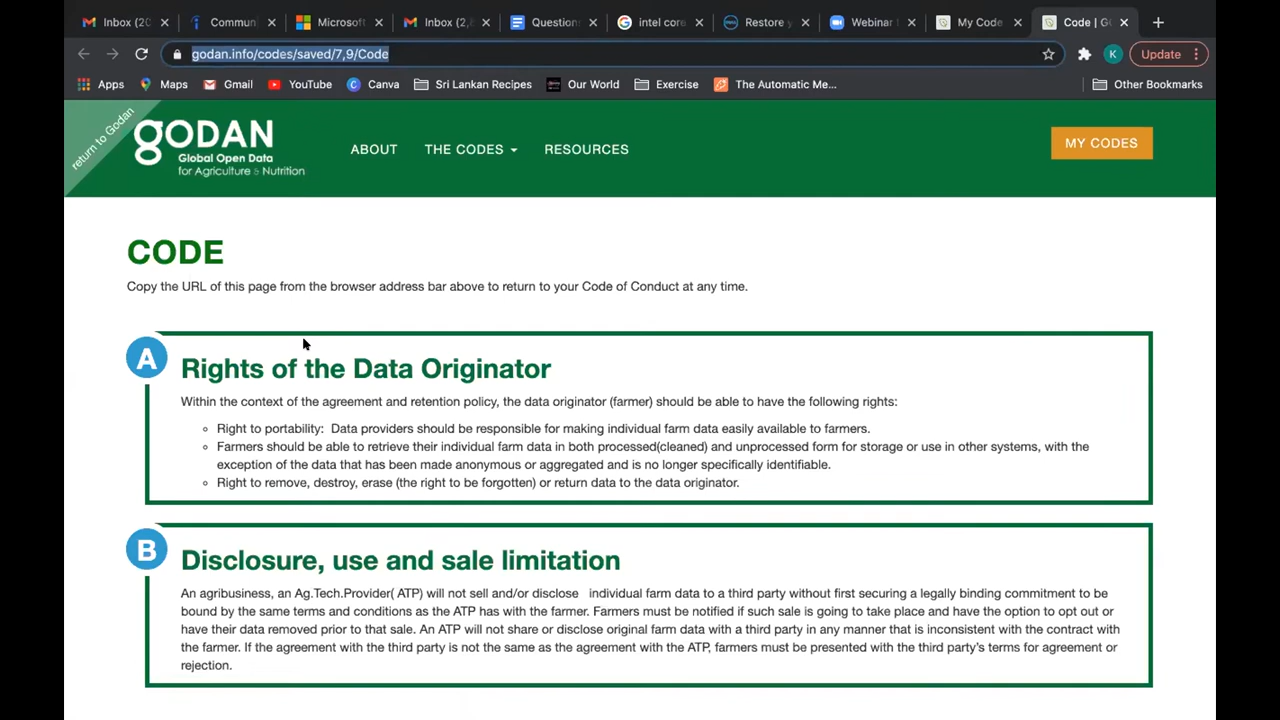 Inbox (20
Commun
Microsoft
Inbox (2,
Question
intel core
Restore y
Webinar
My Code
Code | G
godan.info/codes/saved/7,9/Code
K
Update
Apps
Maps
Gmail
YouTube
Canva
Sri Lankan Recipes
Our World
Exercise
The Automatic Me...
Other Bookmarks
return to Godan
GODAN
Global Open Data
for Agriculture & Nutrition
ABOUT
THE CODES
RESOURCES
MY CODES
CODE
Copy the URL of this page from the browser address bar above to return to your Code of Conduct at any time.
A
Rights of the Data Originator
Within the context of the agreement and retention policy, the data originator (farmer) should be able to have the following rights:
Right to portability: Data providers should be responsible for making individual farm data easily available to farmers.
Farmers should be able to retrieve their individual farm data in both processed(cleaned) and unprocessed form for storage or use in other systems, with the
exception of the data that has been made anonymous or aggregated and is no longer specifically identifiable.
Right to remove, destroy, erase (the right to be forgotten) or return data to the data originator.
B
Disclosure, use and sale limitation
An agribusiness, an Ag.Tech.Provider( ATP) will not sell and/or disclose individual farm data to a third party without first securing a legally binding commitment to be
bound by the same terms and conditions as the ATP has with the farmer. Farmers must be notified if such sale is going to take place and have the option to opt out or
have their data removed prior to that sale. An ATP will not share or disclose original farm data with a third party in any manner that is inconsistent with the contract with
the farmer. If the agreement with the third party is not the same as the agreement with the ATP, farmers must be presented with the third party's terms for agreement or
rejection.